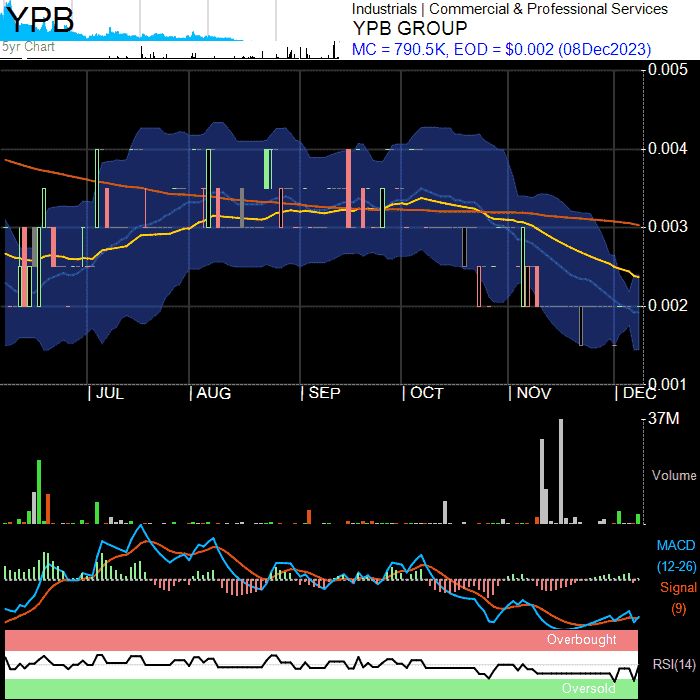 YPB
5yr Chart
Industrials | Commercial & Professional Services
YPB GROUP
MC = 790.5K, EOD = $0.002 (08Dec2023)
0.005
0.004
0.003
0.002
0.001
JUL AUG SEP OCT NOV DEC
37M
Volume
MACD
(12-26)
Signal
(9)
Overbought
RSI(14)
Oversold